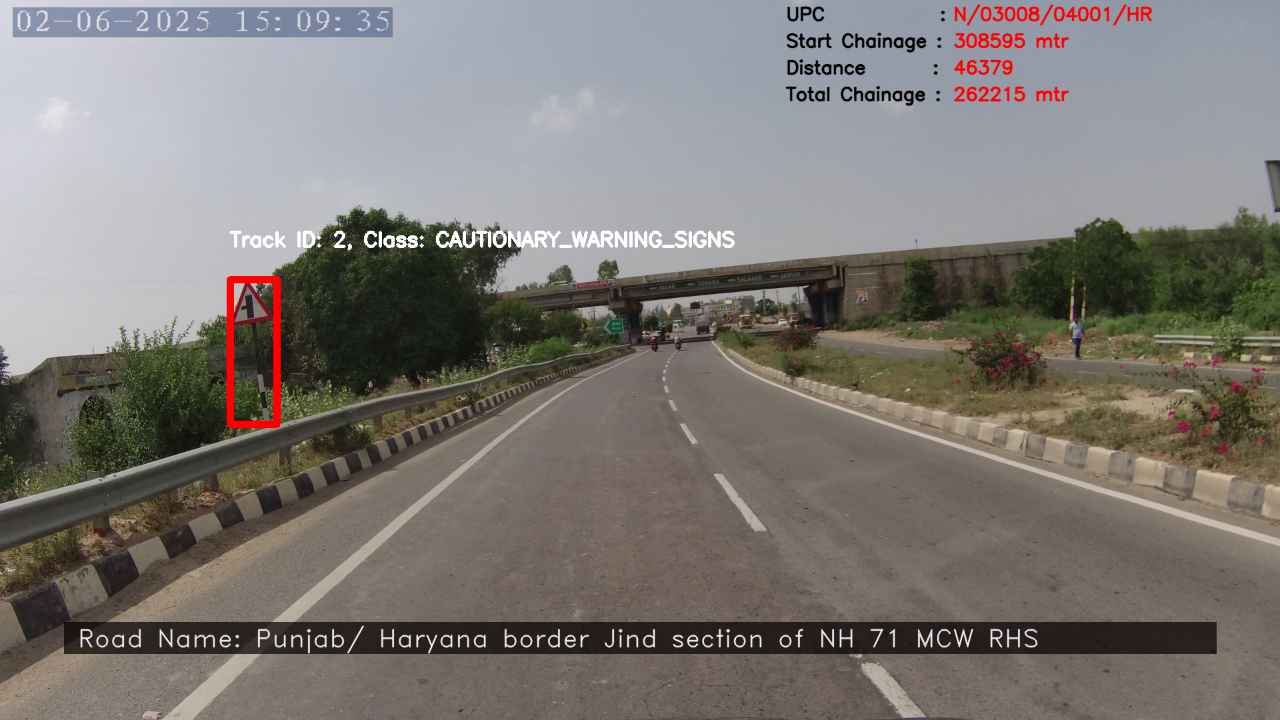 02-06-2025 15:09:35
UPC : N/03008/04001/HR
Start Chainage : 308595 mtr
Distance : 46379
Total Chainage : 262215 mtr
Track ID: 2, Class: CAUTIONARY_WARNING_SIGNS
Road Name: Punjab/ Haryana border Jind section of NH 71 MCW RHS